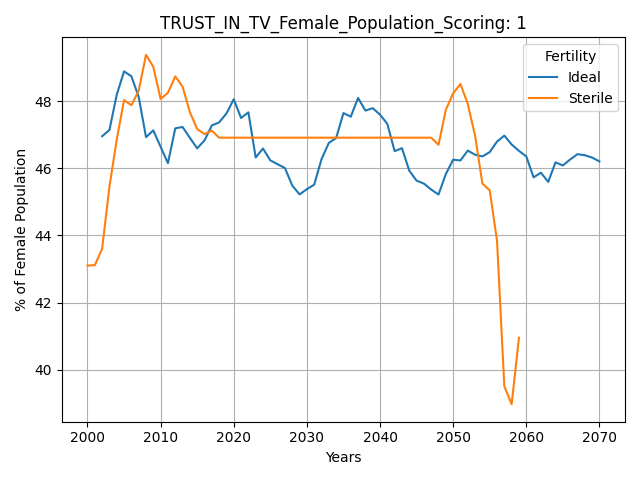 TRUST_IN_TV_Female_Population_Scoring: 1
Fertility
Ideal
Sterile
% of Female Population
48
46
44
42
40
2000 2010 2020 2030 2040 2050 2060 2070
Years